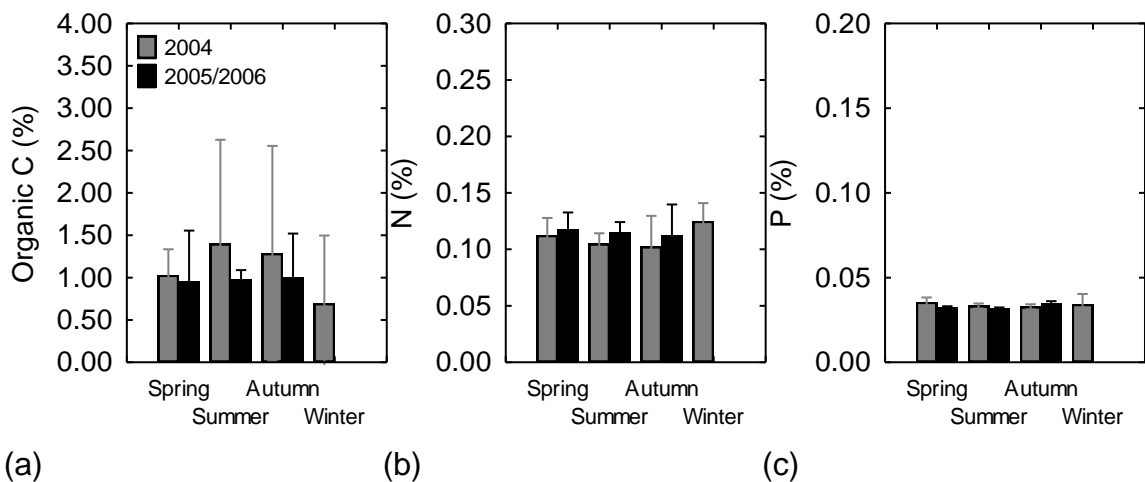 4.00
3.50
3.00
2.50
2.00
1.50
1.00
0.50
0.00
Organic C (%)
2004
2005/2006
Spring
Summer
Autumn
Winter
(a)
0.30
0.25
0.20
0.15
0.10
0.05
0.00
N (%)
Spring
Summer
Autumn
Winter
(b)
0.20
0.15
0.10
0.05
0.00
P (%)
Spring
Summer
Autumn
Winter
(c)